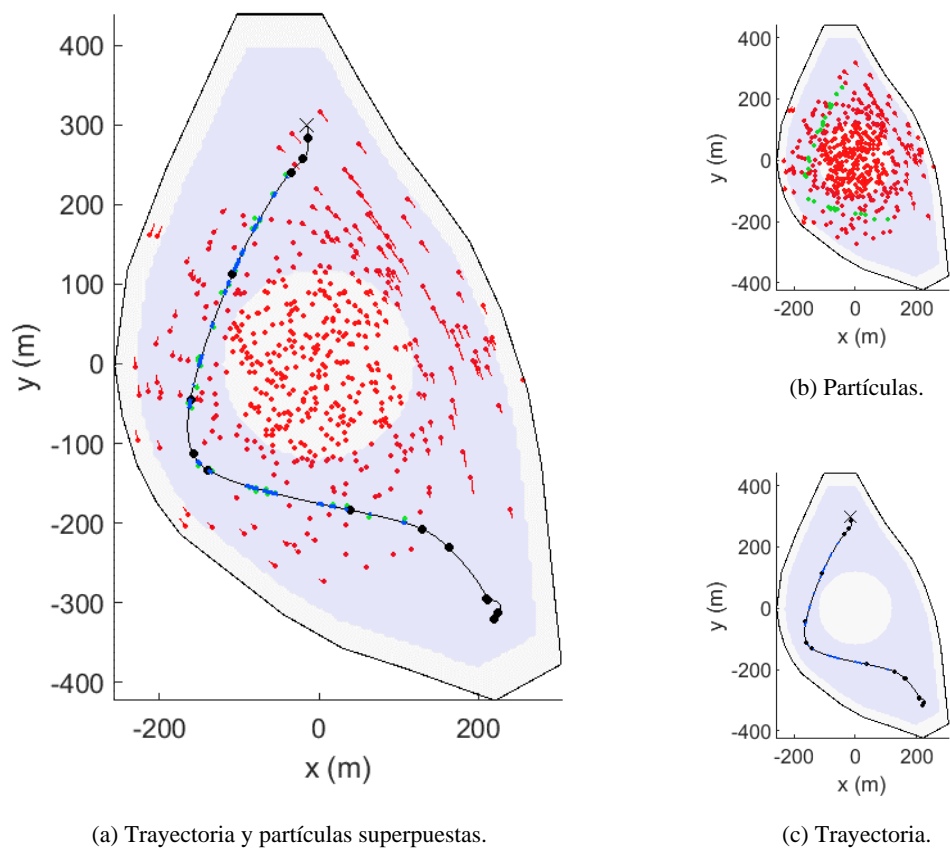 400
300
200
100
0
-100
-200
-300
-400
y (m)
-200 0 200
x (m)
(a) Trayectoria y partículas superpuestas.
400
200
0
-200
-400
y (m)
-200 0 200
x (m)
(b) Partículas.
400
200
0
-200
-400
y (m)
-200 0 200
x (m)
(c) Trayectoria.